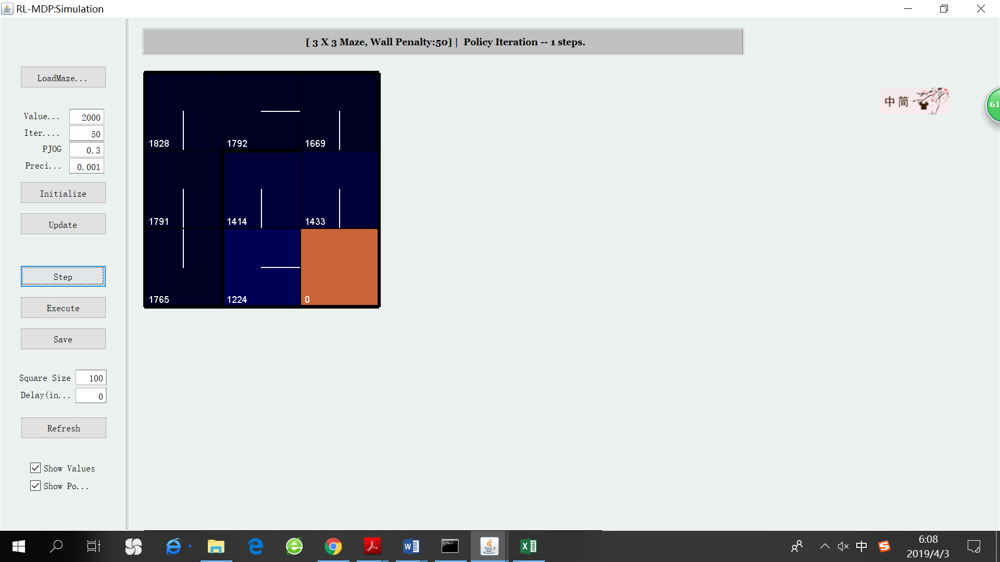 RL-MDP:Simulation
[ 3 X 3 Maze, Wall Penalty:50] | Policy Iteration -- 1 steps.
LoadMaze...
Value... 2000
Iter.... 50
PJOG 0.3
Preci... 0.001
Initialize
Update
Step
Execute
Save
Square Size 100
Delay(in... 0
Refresh
Show Values
Show Po...
1828 1792 1669
1791 1414 1433
1765 1224 0
中 简
61
中
6:08
2019/4/3